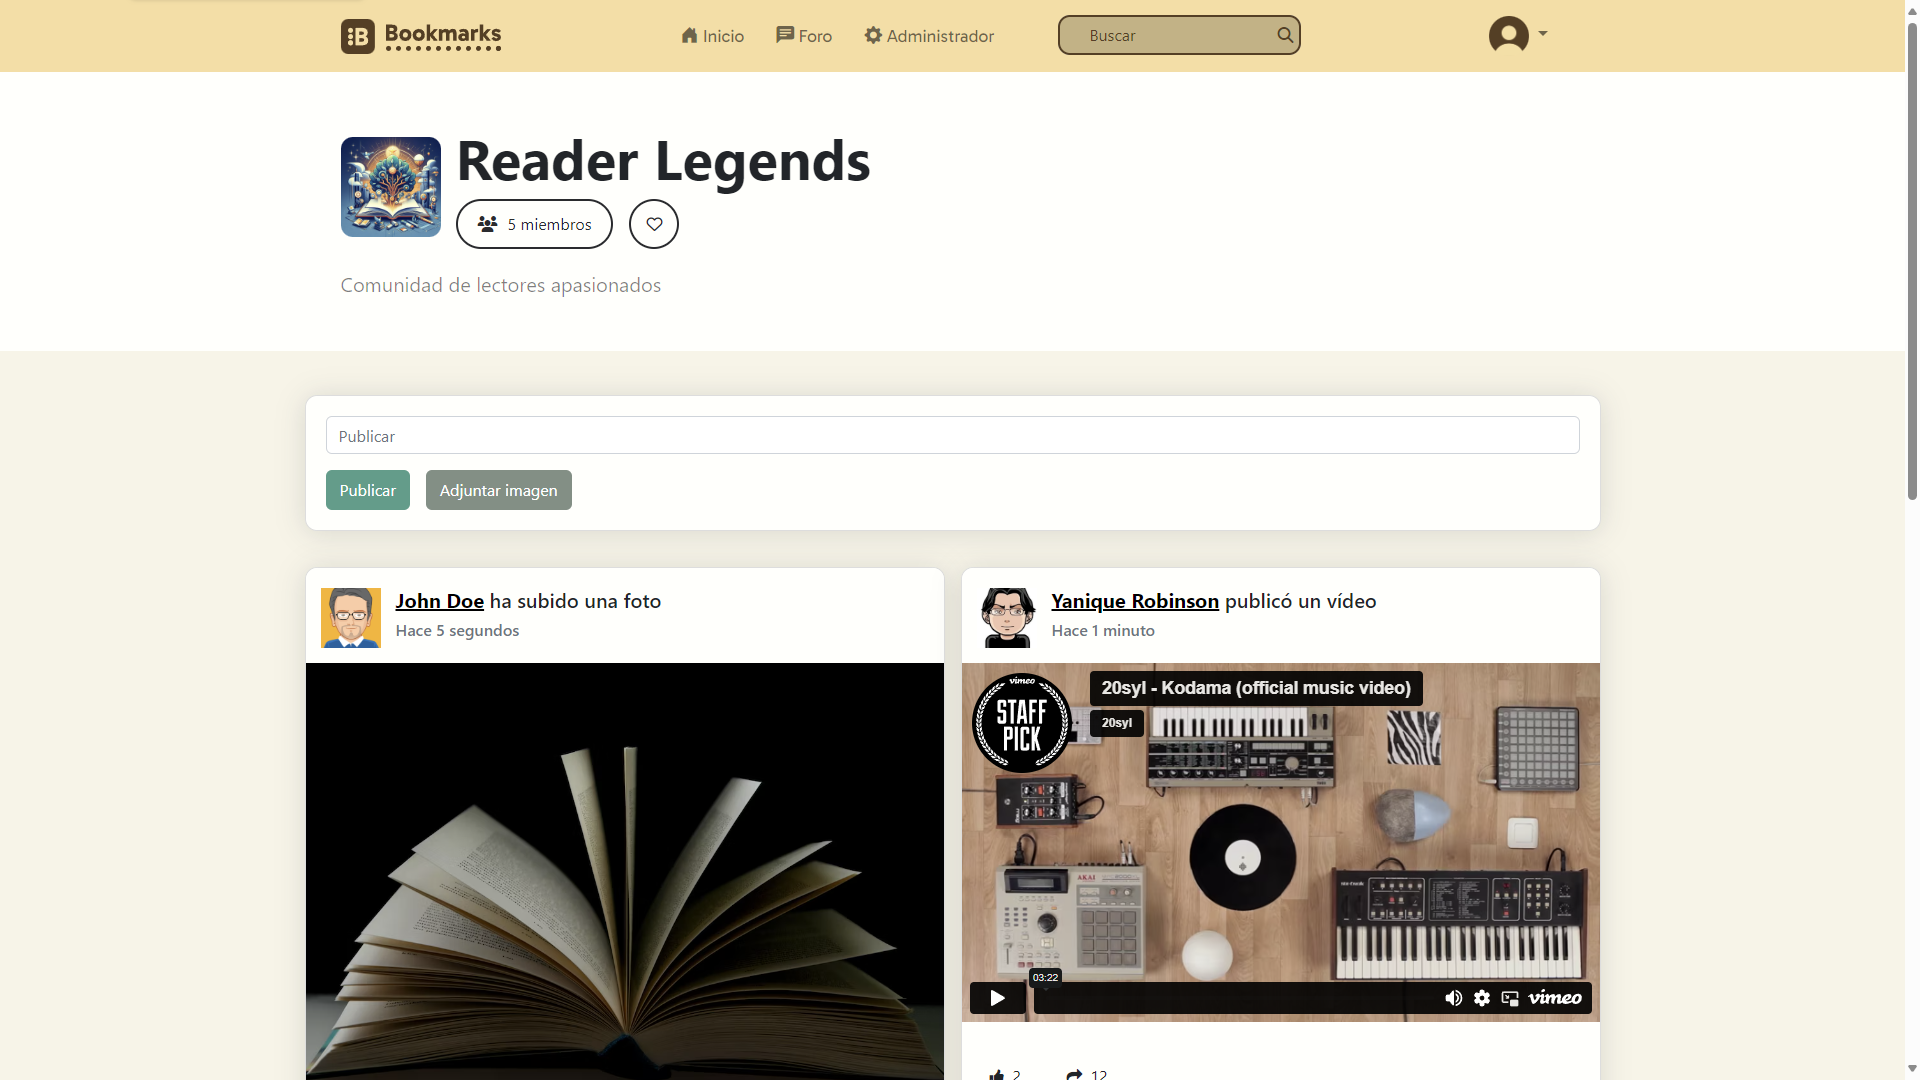 Bookmarks
Inicio
Foro
Administrador
Buscar
Reader Legends
5 miembros
Comunidad de lectores apasionados
Publicar
Publicar
Adjuntar imagen
John Doe ha subido una foto
Hace 5 segundos
Yanique Robinson publicó un vídeo
Hace 1 minuto
vimeo
STAFF
PICK
20syl - Kodama (official music video)
20syl
AKAI
03:22
vimeo
2
12